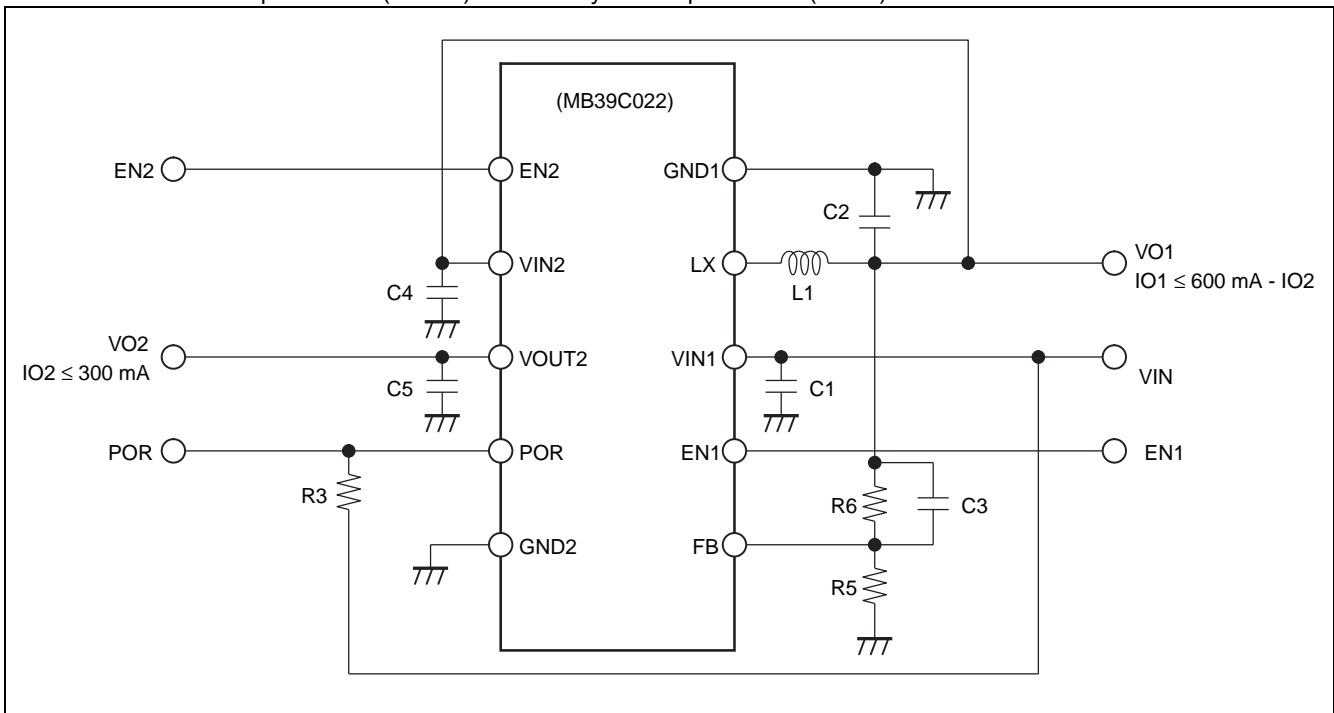 (MB39C022)
EN2
EN2
GND1
C2
VIN2
LX
L1
VO1
IO1 ≤ 600 mA - IO2
C4
VO2
IO2 ≤ 300 mA
VOUT2
VIN1
VIN
C5
C1
POR
POR
EN1
EN1
R3
R6
C3
GND2
FB
R5